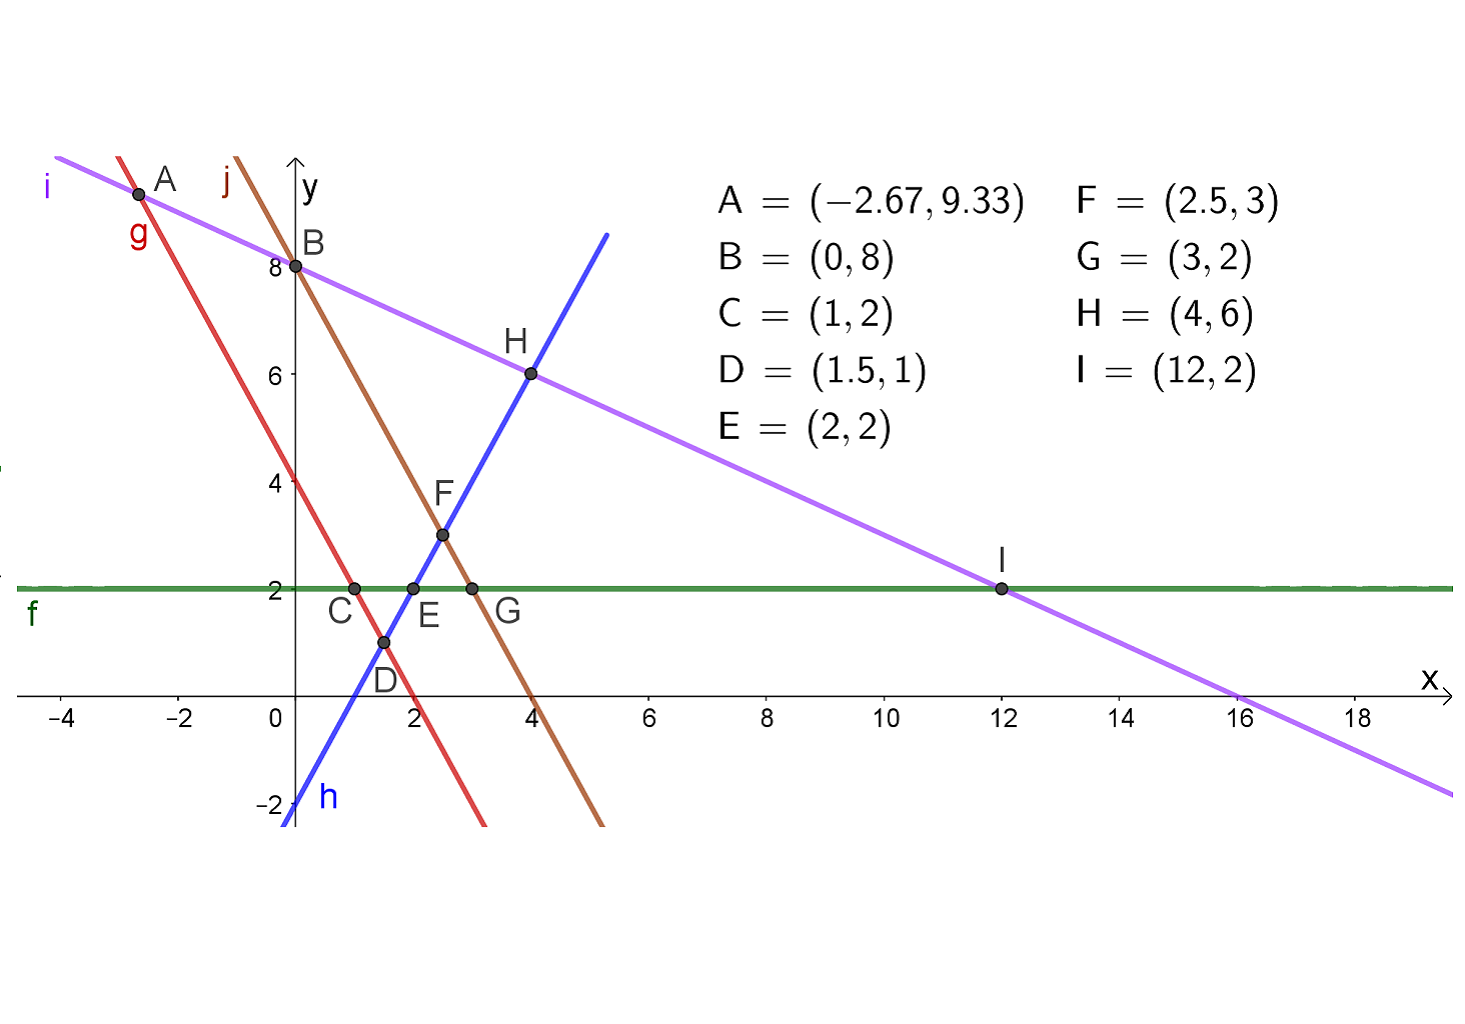 i
A
g
j
y
B
H
F
I
C
E
G
D
f
h
x
8
6
4
2
−2
−4
−2
0
2
4
6
8
10
12
14
16
18
A = (−2.67, 9.33)
B = (0, 8)
C = (1, 2)
D = (1.5, 1)
E = (2, 2)
F = (2.5, 3)
G = (3, 2)
H = (4, 6)
I = (12, 2)